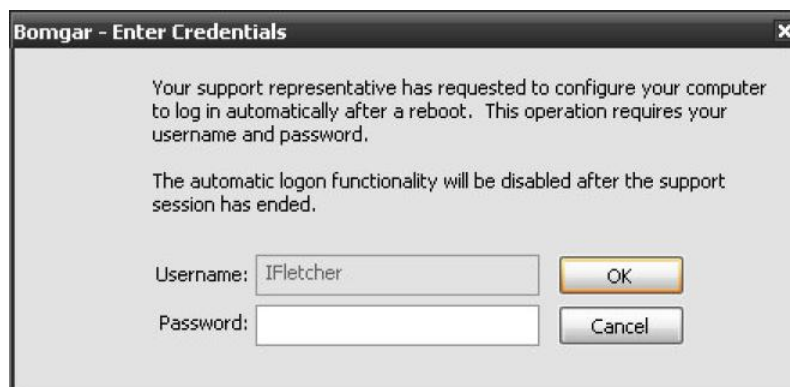 Bomgar - Enter Credentials
Your support representative has requested to configure your computer
to log in automatically after a reboot.  This operation requires your
username and password.
The automatic logon functionality will be disabled after the support
session has ended.
Username: IFletcher OK
Password: Cancel